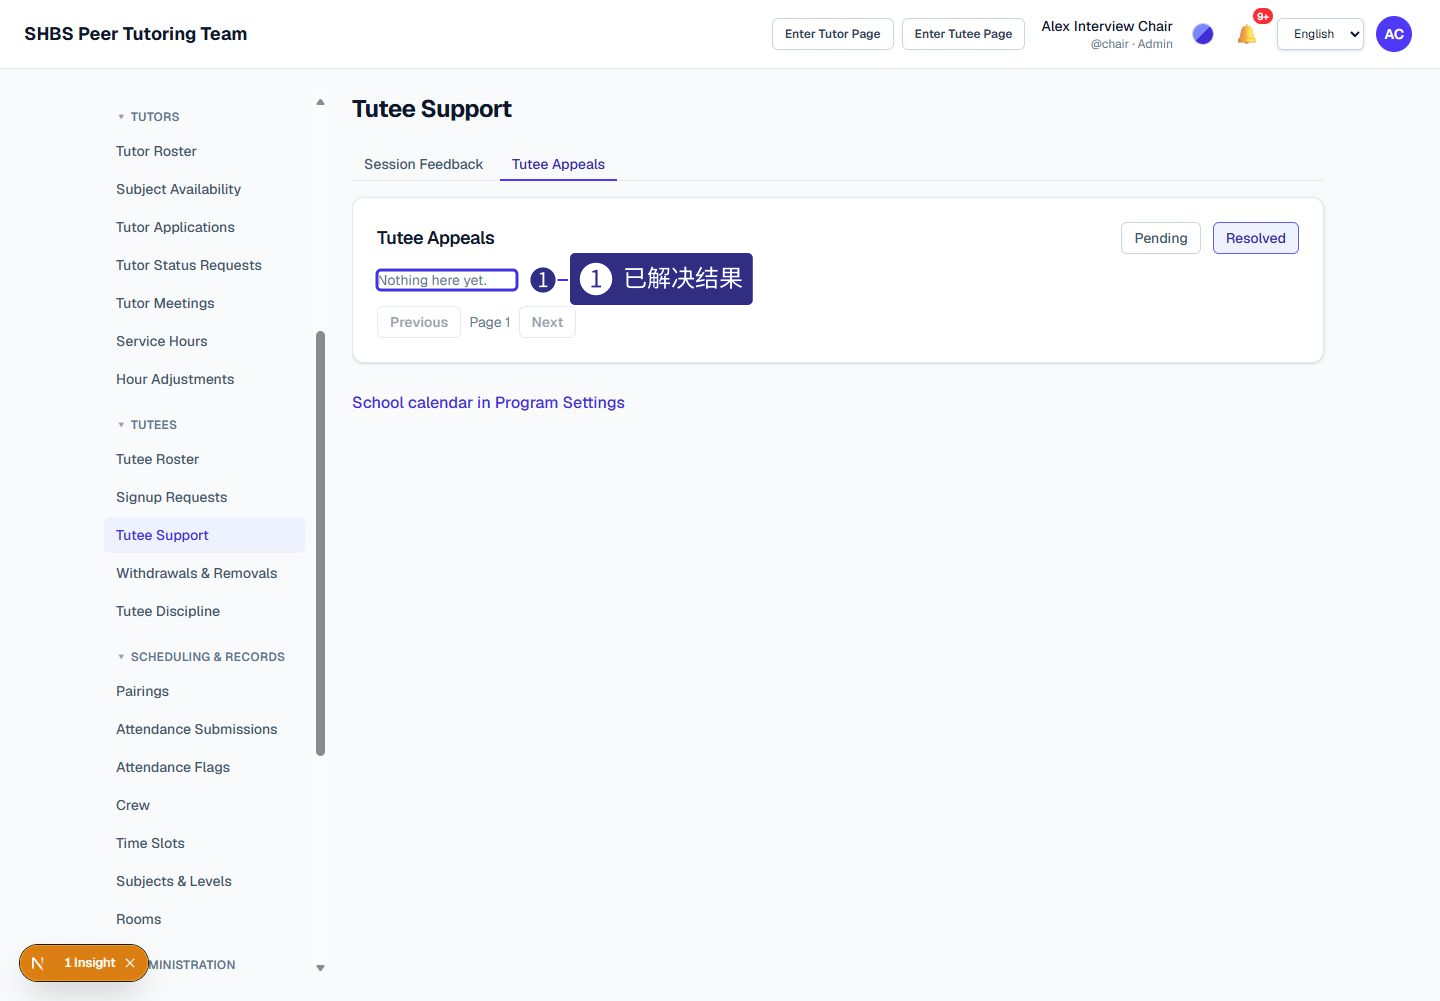 SHBS Peer Tutoring Team
Enter Tutor Page
Enter Tutee Page
Alex Interview Chair
@chair · Admin
9+
English
AC
TUTORS
Tutor Roster
Subject Availability
Tutor Applications
Tutor Status Requests
Tutor Meetings
Service Hours
Hour Adjustments
TUTEES
Tutee Roster
Signup Requests
Tutee Support
Withdrawals & Removals
Tutee Discipline
SCHEDULING & RECORDS
Pairings
Attendance Submissions
Attendance Flags
Crew
Time Slots
Subjects & Levels
Rooms
MINISTRATION
1 Insight
Tutee Support
Session Feedback
Tutee Appeals
Tutee Appeals
Pending
Resolved
Nothing here yet.
1
1 已解决结果
Previous
Page 1
Next
School calendar in Program Settings